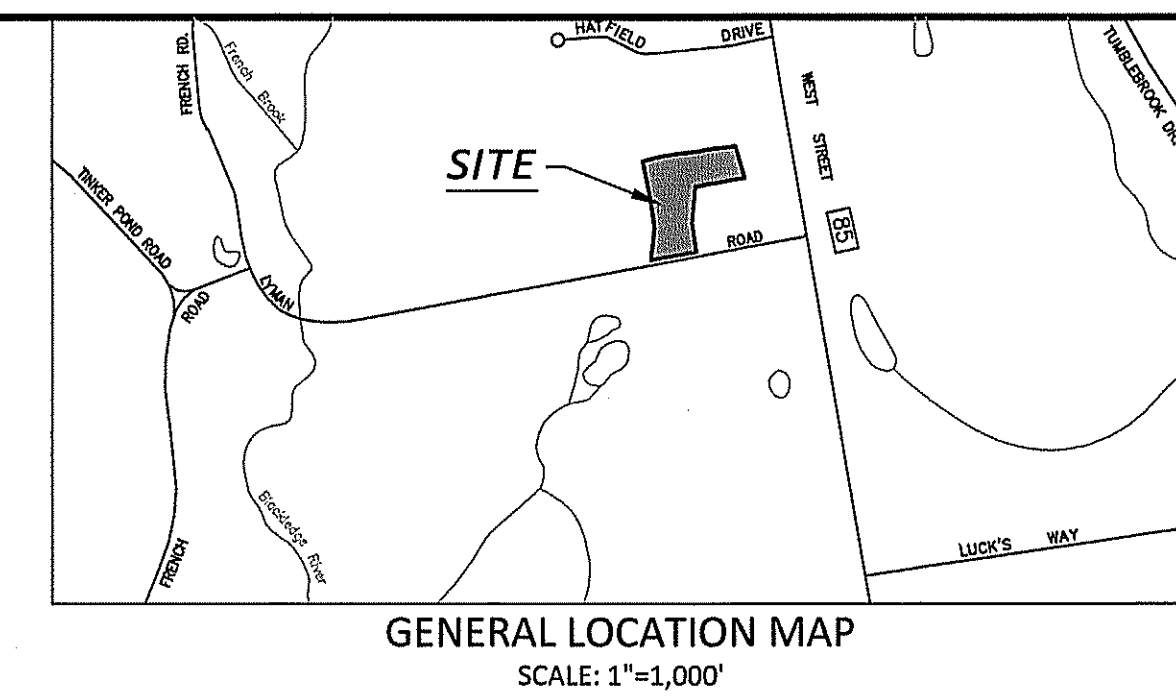 FRENCH RD.
French Brook
HATFIELD DRIVE
WEST STREET
TUMBLEBROOK
SITE
85
TINKER POND ROAD
ROAD
LYMAN
ROAD
FRENCH
Blackledge River
LUCK'S WAY
GENERAL LOCATION MAP
SCALE: 1"=1,000'